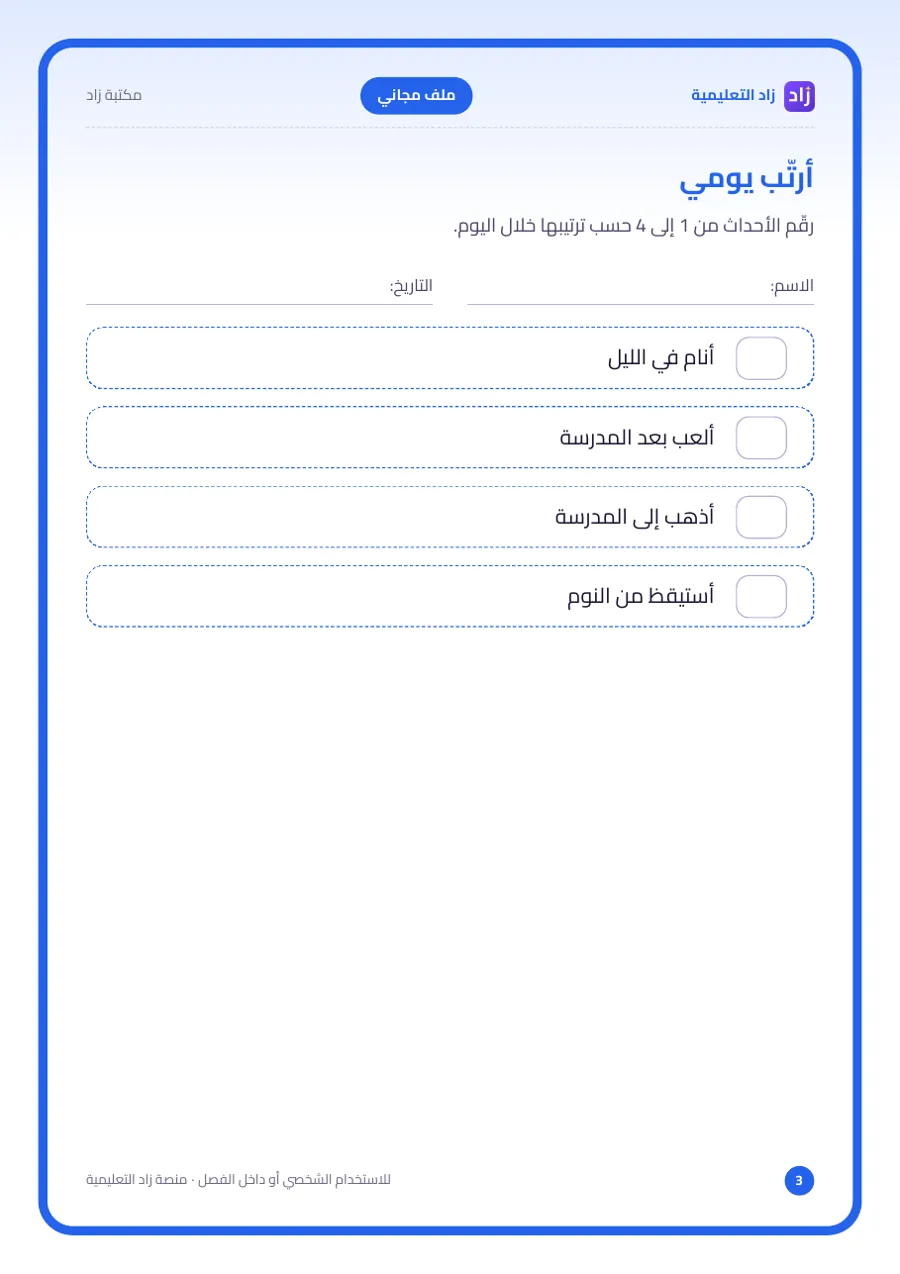 زاد زاد التعليمية
ملف مجاني
مكتبة زاد
أرتّب يومي
رقّم الأحداث من 1 إلى 4 حسب ترتيبها خلال اليوم.
الاسم:
التاريخ:
أنام في الليل
ألعب بعد المدرسة
أذهب إلى المدرسة
أستيقظ من النوم
3
للاستخدام الشخصي أو داخل الفصل · منصة زاد التعليمية